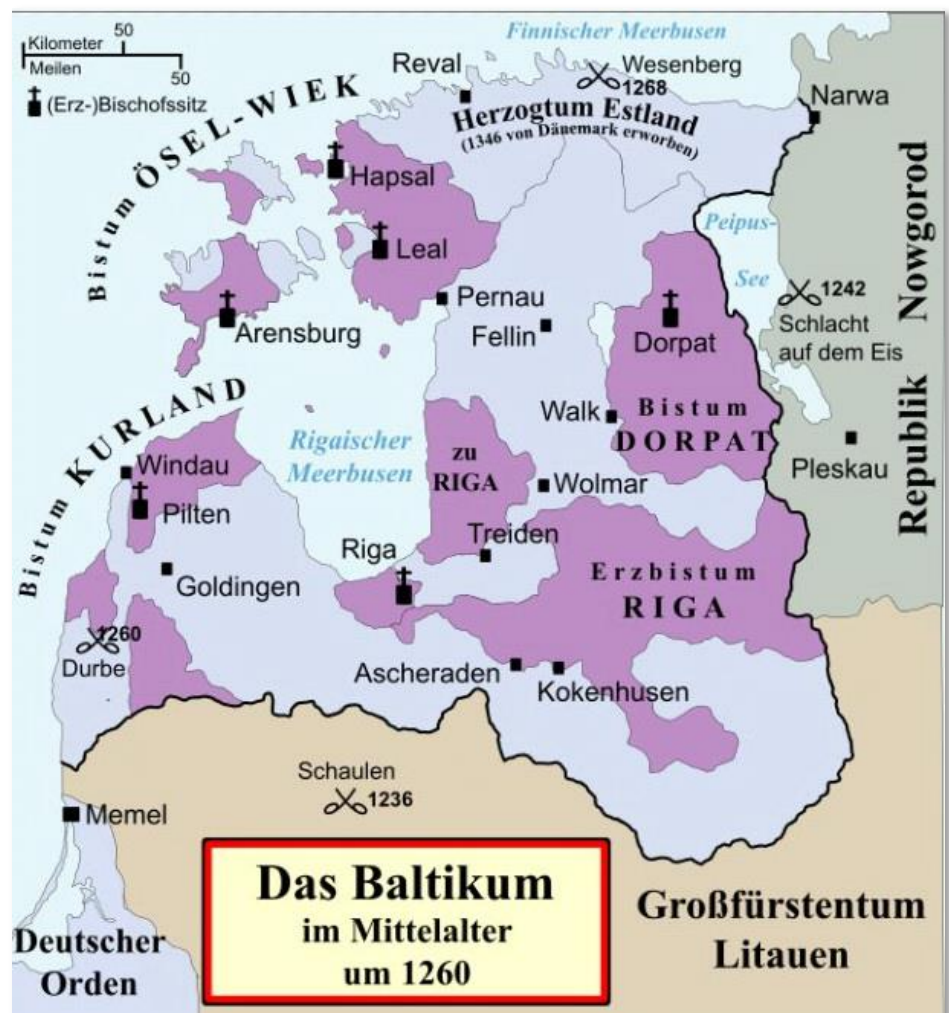 50
Kilometer
Meilen
50
(Erz-)Bischofssitz
Finnischer Meerbusen
Reval
Wesenberg
1268
Narwa
Herzogtum Estland
(1346 von Dänemark erworben)
Bistum ÖSEL-WIEK
Hapsal
Leal
Arensburg
Pernau
Fellin
Dorpat
Peipus-
See
1242
Schlacht
auf dem Eis
Republik Nowgorod
Walk
Bistum
DORPAT
Pleskau
Bistum KURLAND
Rigaischer
Meerbusen
zu
RIGA
Windau
Pilten
Wolmar
Goldingen
Riga
Treiden
Erzbistum
RIGA
1260
Durbe
Ascheraden
Kokenhusen
Schaulen
1236
Memel
Das Baltikum
im Mittelalter
um 1260
Großfürstentum
Litauen
Deutscher
Orden